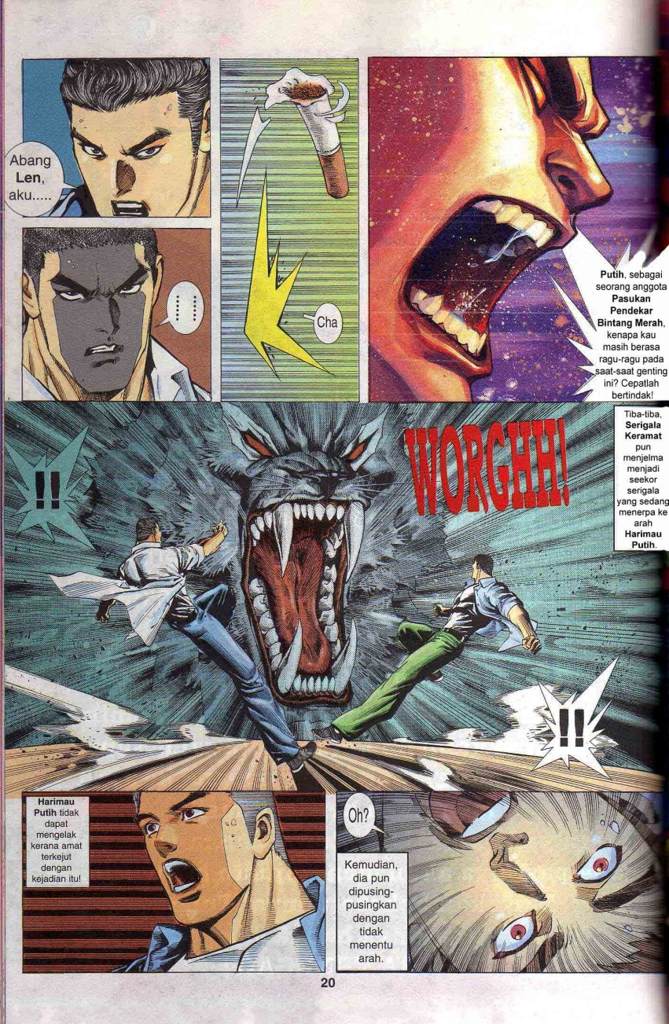 Abang
Len,
aku.....
Cha
Putih, sebagai
seorang anggota
Pasukan
Pendekar
Bintang Merah,
kenapa kau
masih berasa
ragu-ragu pada
saat-saat genting
ini? Cepatlah
bertindak!
!!
WORGHH!
Tiba-tiba,
Serigala
Keramat
pun
menjelma
menjadi
seekor
serigala
yang sedang
menerpa ke
arah
Harimau
Putih.
!!
Harimau
Putih tidak
dapat
mengelak
kerana amat
terkejut
dengan
kejadian itu!
Oh?
Kemudian,
dia pun
dipusing-
pusingkan
dengan
tidak
menentu
arah.
20